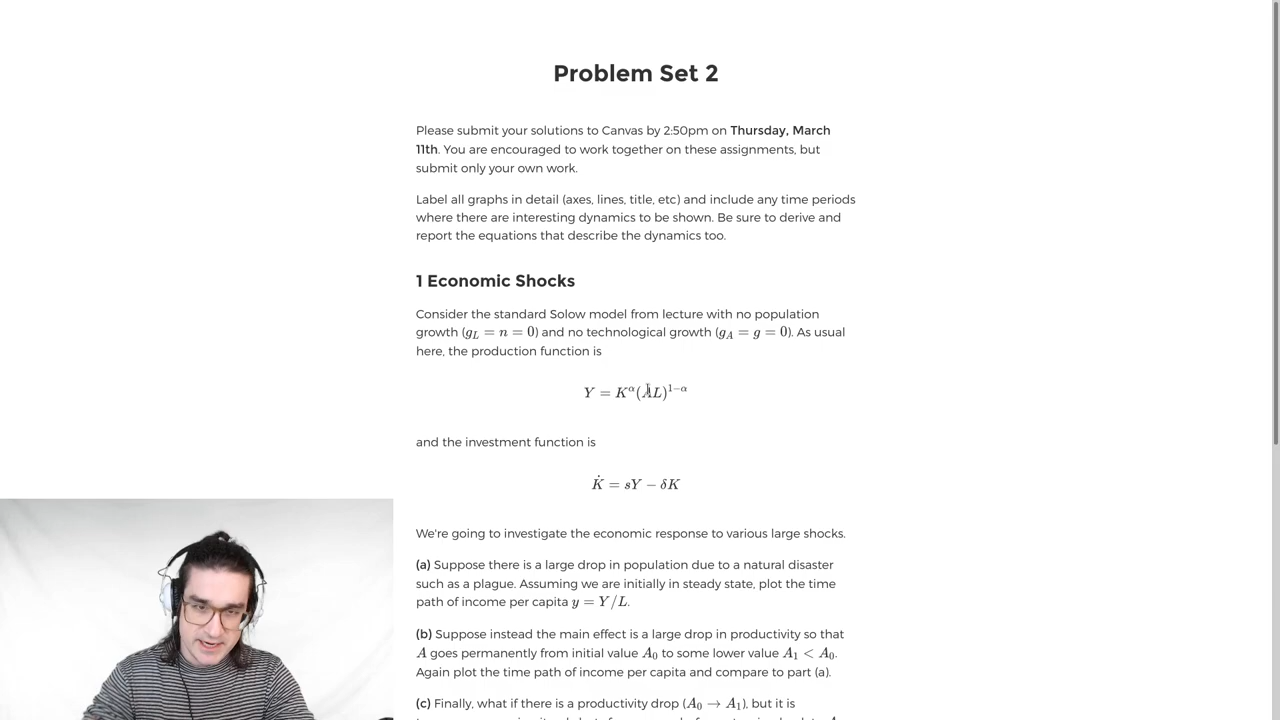 Problem Set 2
Please submit your solutions to Canvas by 2:50pm on Thursday, March
11th. You are encouraged to work together on these assignments, but
submit only your own work.
Label all graphs in detail (axes, lines, title, etc) and include any time periods
where there are interesting dynamics to be shown. Be sure to derive and
report the equations that describe the dynamics too.
1 Economic Shocks
Consider the standard Solow model from lecture with no population
growth (g_L = n = 0) and no technological growth (g_A = g = 0). As usual
here, the production function is
Y = K^α(AL)^{1−α}
and the investment function is
K̇ = sY − δK
We're going to investigate the economic response to various large shocks.
(a) Suppose there is a large drop in population due to a natural disaster
such as a plague. Assuming we are initially in steady state, plot the time
path of income per capita y = Y/L.
(b) Suppose instead the main effect is a large drop in productivity so that
A goes permanently from initial value A_0 to some lower value A_1 < A_0.
Again plot the time path of income per capita and compare to part (a).
(c) Finally, what if there is a productivity drop (A_0 → A_1), but it is